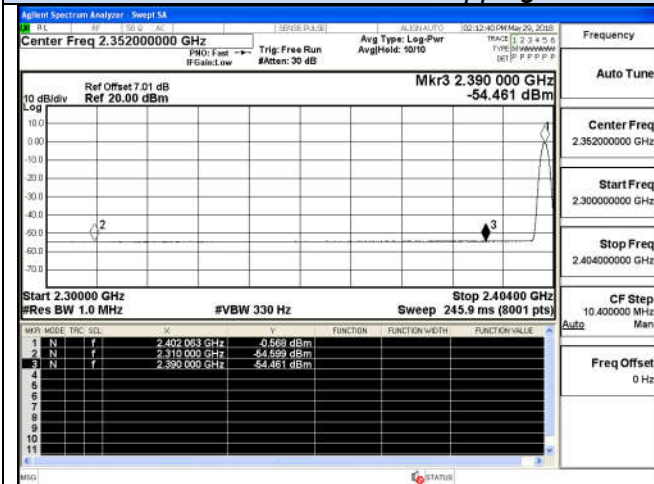 Agilent Spectrum Analyzer - Swept SA
RL RF 50 Ω AC SENSE:PULSE ALIGN AUTO 02:12:40 PM May 29, 2018
Center Freq 2.352000000 GHz
PNO: Fast
IFGain:Low
Trig: Free Run
#Atten: 30 dB
Avg Type: Log-Pwr
Avg|Hold: 10/10
TRACE 1 2 3 4 5 6
TYPE M WWWWW
DET P P P P P P
Ref Offset 7.01 dB
10 dB/div Ref 20.00 dBm
Log
Mkr3 2.390 000 GHz
-54.461 dBm
10.0
0.00
-10.0
-20.0
-30.0
-40.0
-50.0
-60.0
-70.0
1
2
3
Start 2.30000 GHz Stop 2.40400 GHz
#Res BW 1.0 MHz #VBW 330 Hz Sweep 245.9 ms (8001 pts)
MKR MODE TRC SCL X Y FUNCTION FUNCTION WIDTH FUNCTION VALUE
1 N f 2.402 063 GHz -0.568 dBm
2 N f 2.310 000 GHz -54.599 dBm
3 N f 2.390 000 GHz -54.461 dBm
4
5
6
7
8
9
10
11
MSG STATUS
Frequency
Auto Tune
Center Freq
2.352000000 GHz
Start Freq
2.300000000 GHz
Stop Freq
2.404000000 GHz
CF Step
10.400000 MHz
Auto Man
Freq Offset
0 Hz